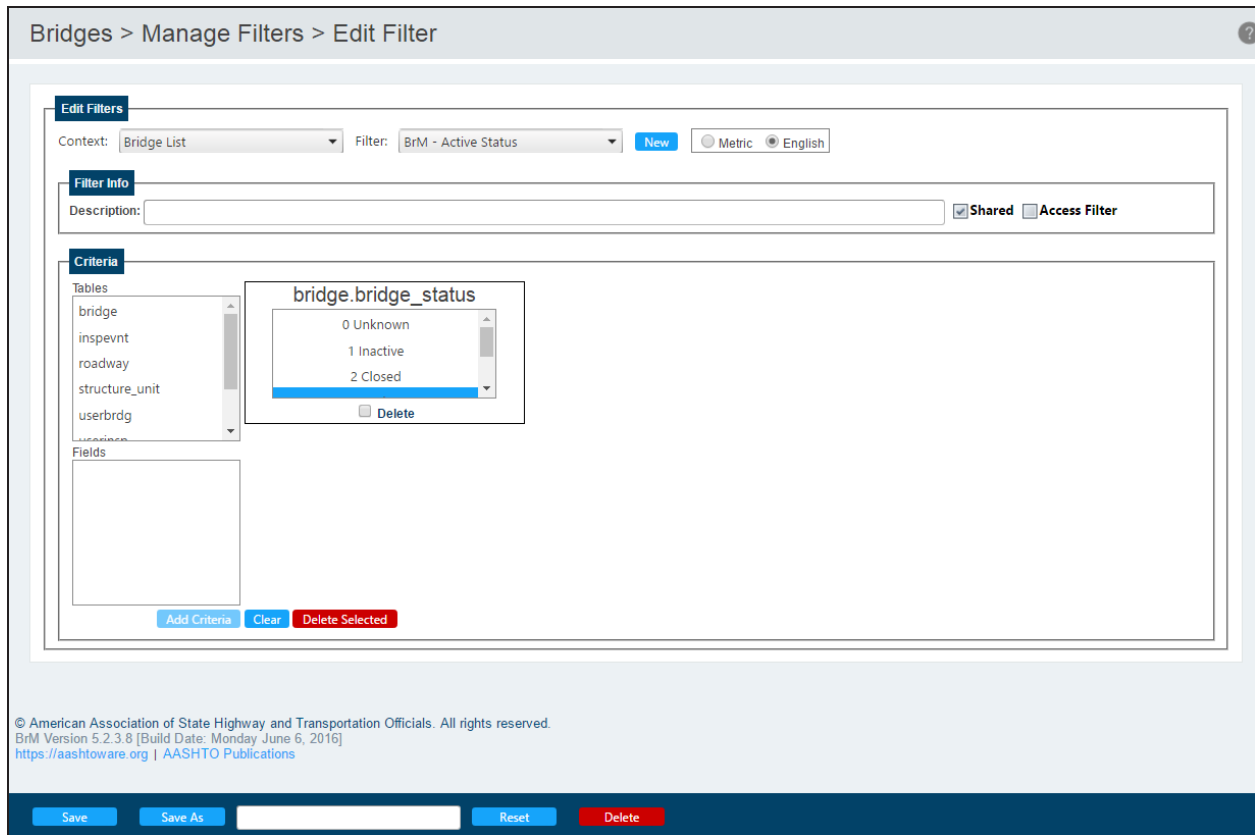 Bridges > Manage Filters > Edit Filter
?
Edit Filters
Context: Bridge List Filter: BrM - Active Status New Metric English
Filter Info
Description: Shared Access Filter
Criteria
Tables
bridge
inspevnt
roadway
structure_unit
userbrdg
bridge.bridge_status
0 Unknown
1 Inactive
2 Closed
Delete
Fields
Add Criteria Clear Delete Selected
© American Association of State Highway and Transportation Officials. All rights reserved.
BrM Version 5.2.3.8 [Build Date: Monday June 6, 2016]
https://aashtoware.org | AASHTO Publications
Save Save As Reset Delete